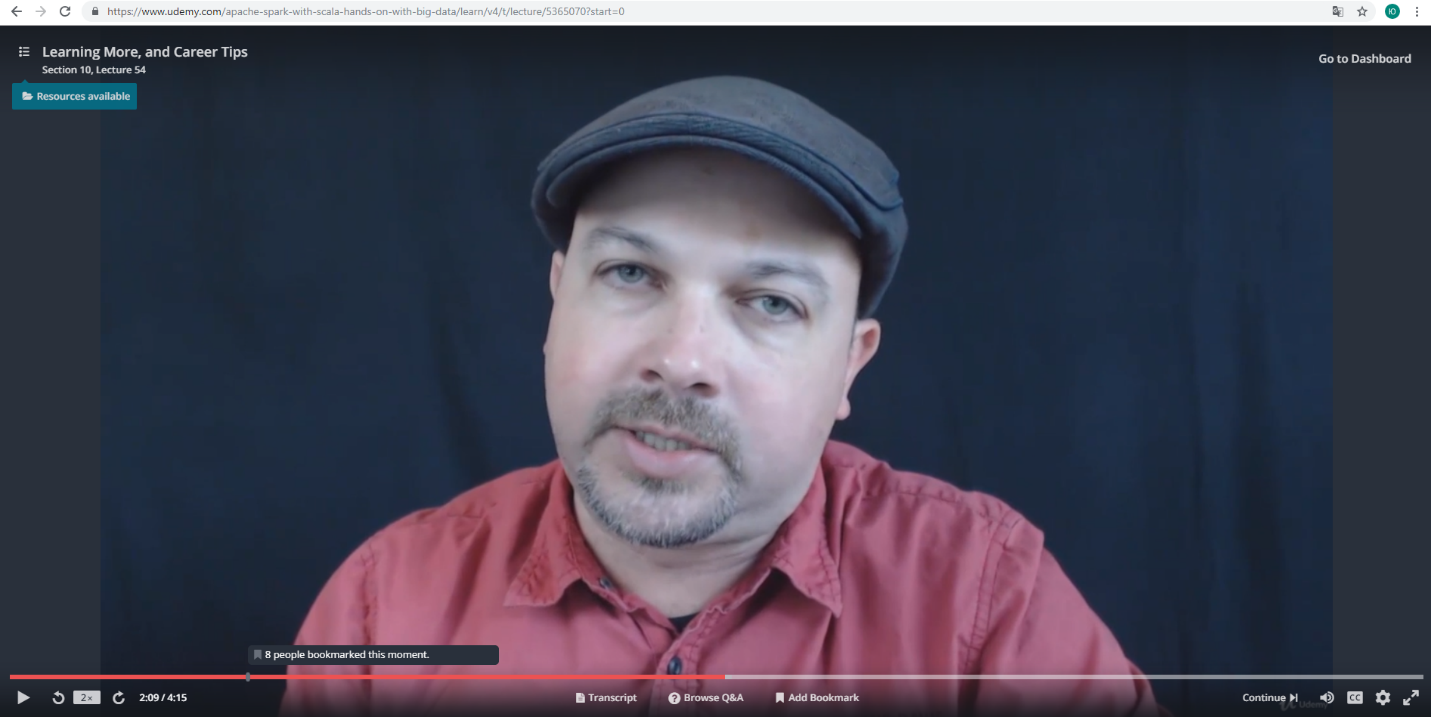 https://www.udemy.com/apache-spark-with-scala-hands-on-with-big-data/learn/v4/t/lecture/5365070?start=0
Ю
Learning More, and Career Tips
Section 10, Lecture 54
Go to Dashboard
Resources available
8 people bookmarked this moment.
2x
2:09 / 4:15
Transcript
? Browse Q&A
Add Bookmark
Continue
CC
Udemy